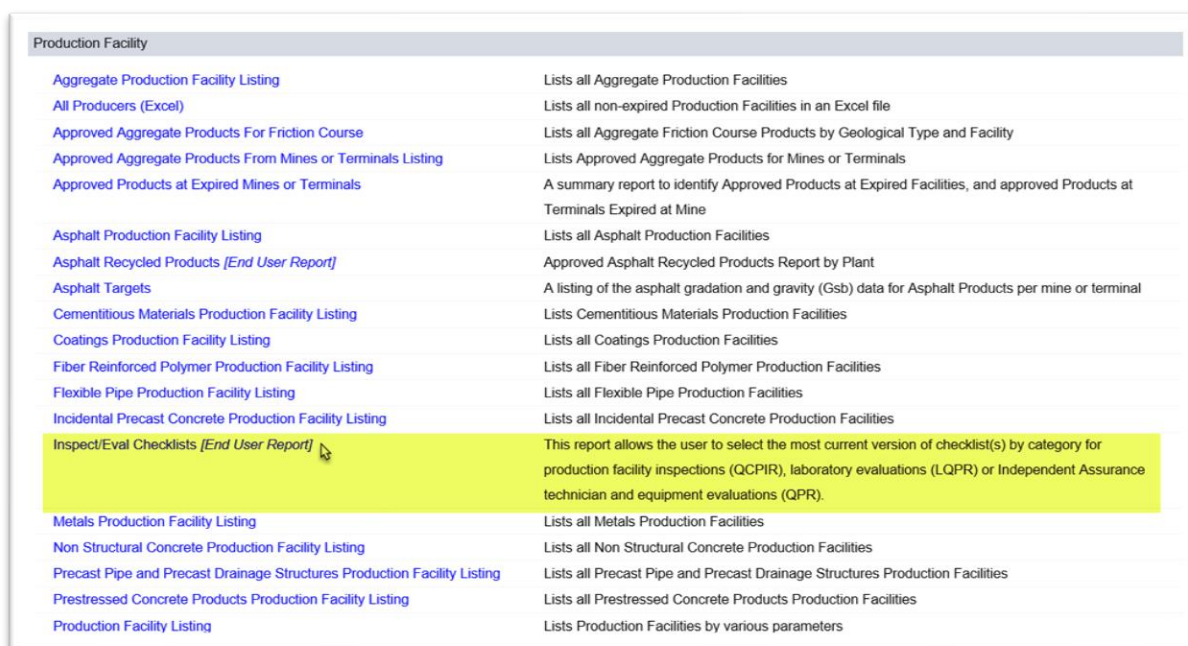 Production Facility
Aggregate Production Facility Listing Lists all Aggregate Production Facilities
All Producers (Excel) Lists all non-expired Production Facilities in an Excel file
Approved Aggregate Products For Friction Course Lists all Aggregate Friction Course Products by Geological Type and Facility
Approved Aggregate Products From Mines or Terminals Listing Lists Approved Aggregate Products for Mines or Terminals
Approved Products at Expired Mines or Terminals A summary report to identify Approved Products at Expired Facilities, and approved Products at
Terminals Expired at Mine
Asphalt Production Facility Listing Lists all Asphalt Production Facilities
Asphalt Recycled Products [End User Report] Approved Asphalt Recycled Products Report by Plant
Asphalt Targets A listing of the asphalt gradation and gravity (Gsb) data for Asphalt Products per mine or terminal
Cementitious Materials Production Facility Listing Lists Cementitious Materials Production Facilities
Coatings Production Facility Listing Lists all Coatings Production Facilities
Fiber Reinforced Polymer Production Facility Listing Lists all Fiber Reinforced Polymer Production Facilities
Flexible Pipe Production Facility Listing Lists all Flexible Pipe Production Facilities
Incidental Precast Concrete Production Facility Listing Lists all Incidental Precast Concrete Production Facilities
Inspect/Eval Checklists [End User Report] This report allows the user to select the most current version of checklist(s) by category for
production facility inspections (QCPIR), laboratory evaluations (LQPR) or Independent Assurance
technician and equipment evaluations (QPR).
Metals Production Facility Listing Lists all Metals Production Facilities
Non Structural Concrete Production Facility Listing Lists all Non Structural Concrete Production Facilities
Precast Pipe and Precast Drainage Structures Production Facility Listing Lists all Precast Pipe and Precast Drainage Structures Production Facilities
Prestressed Concrete Products Production Facility Listing Lists all Prestressed Concrete Products Production Facilities
Production Facility Listing Lists Production Facilities by various parameters